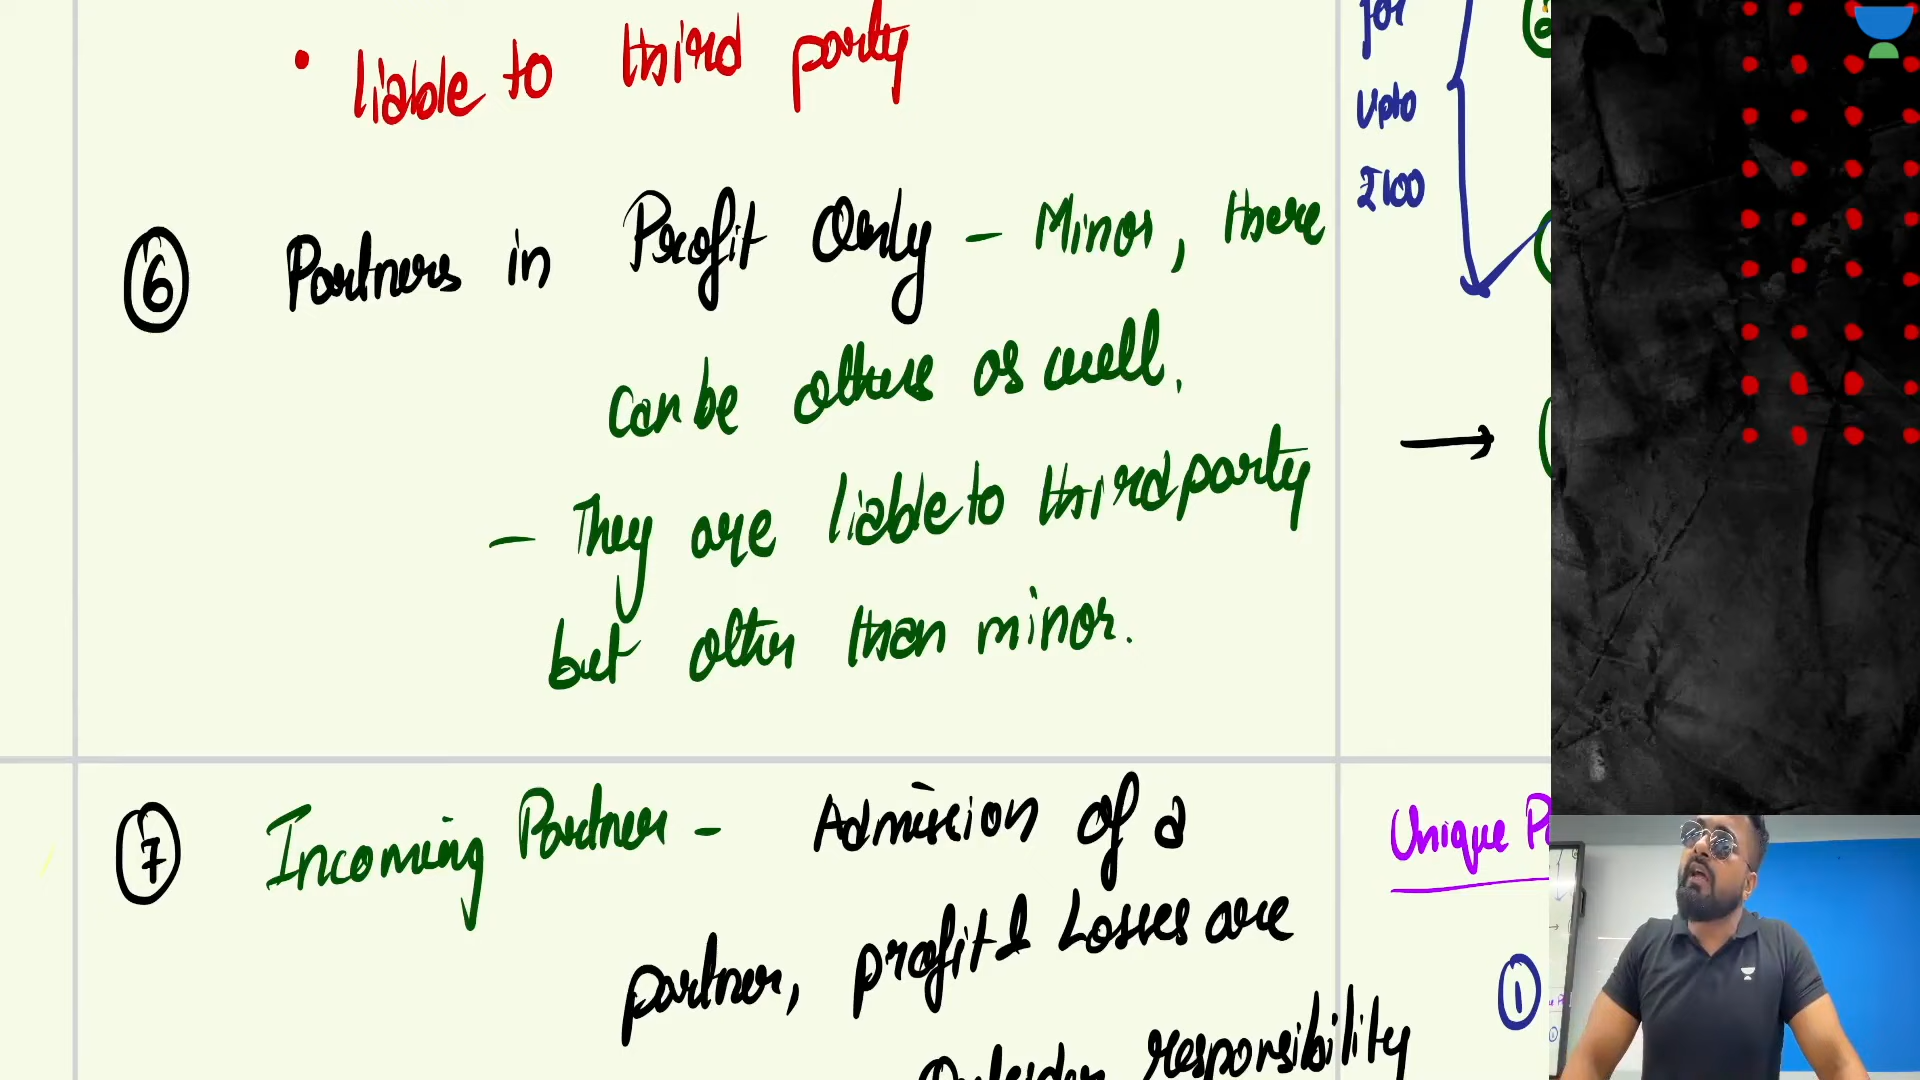 • liable to third party
⑥ Partners in Profit Only – Minor, there
can be others as well.
– They are liable to third party
but other than minor.
⑦ Incoming Partner – Admission of a
partner, profit & Losses are
responsibility
for
Upto
₹100
→
Unique
①